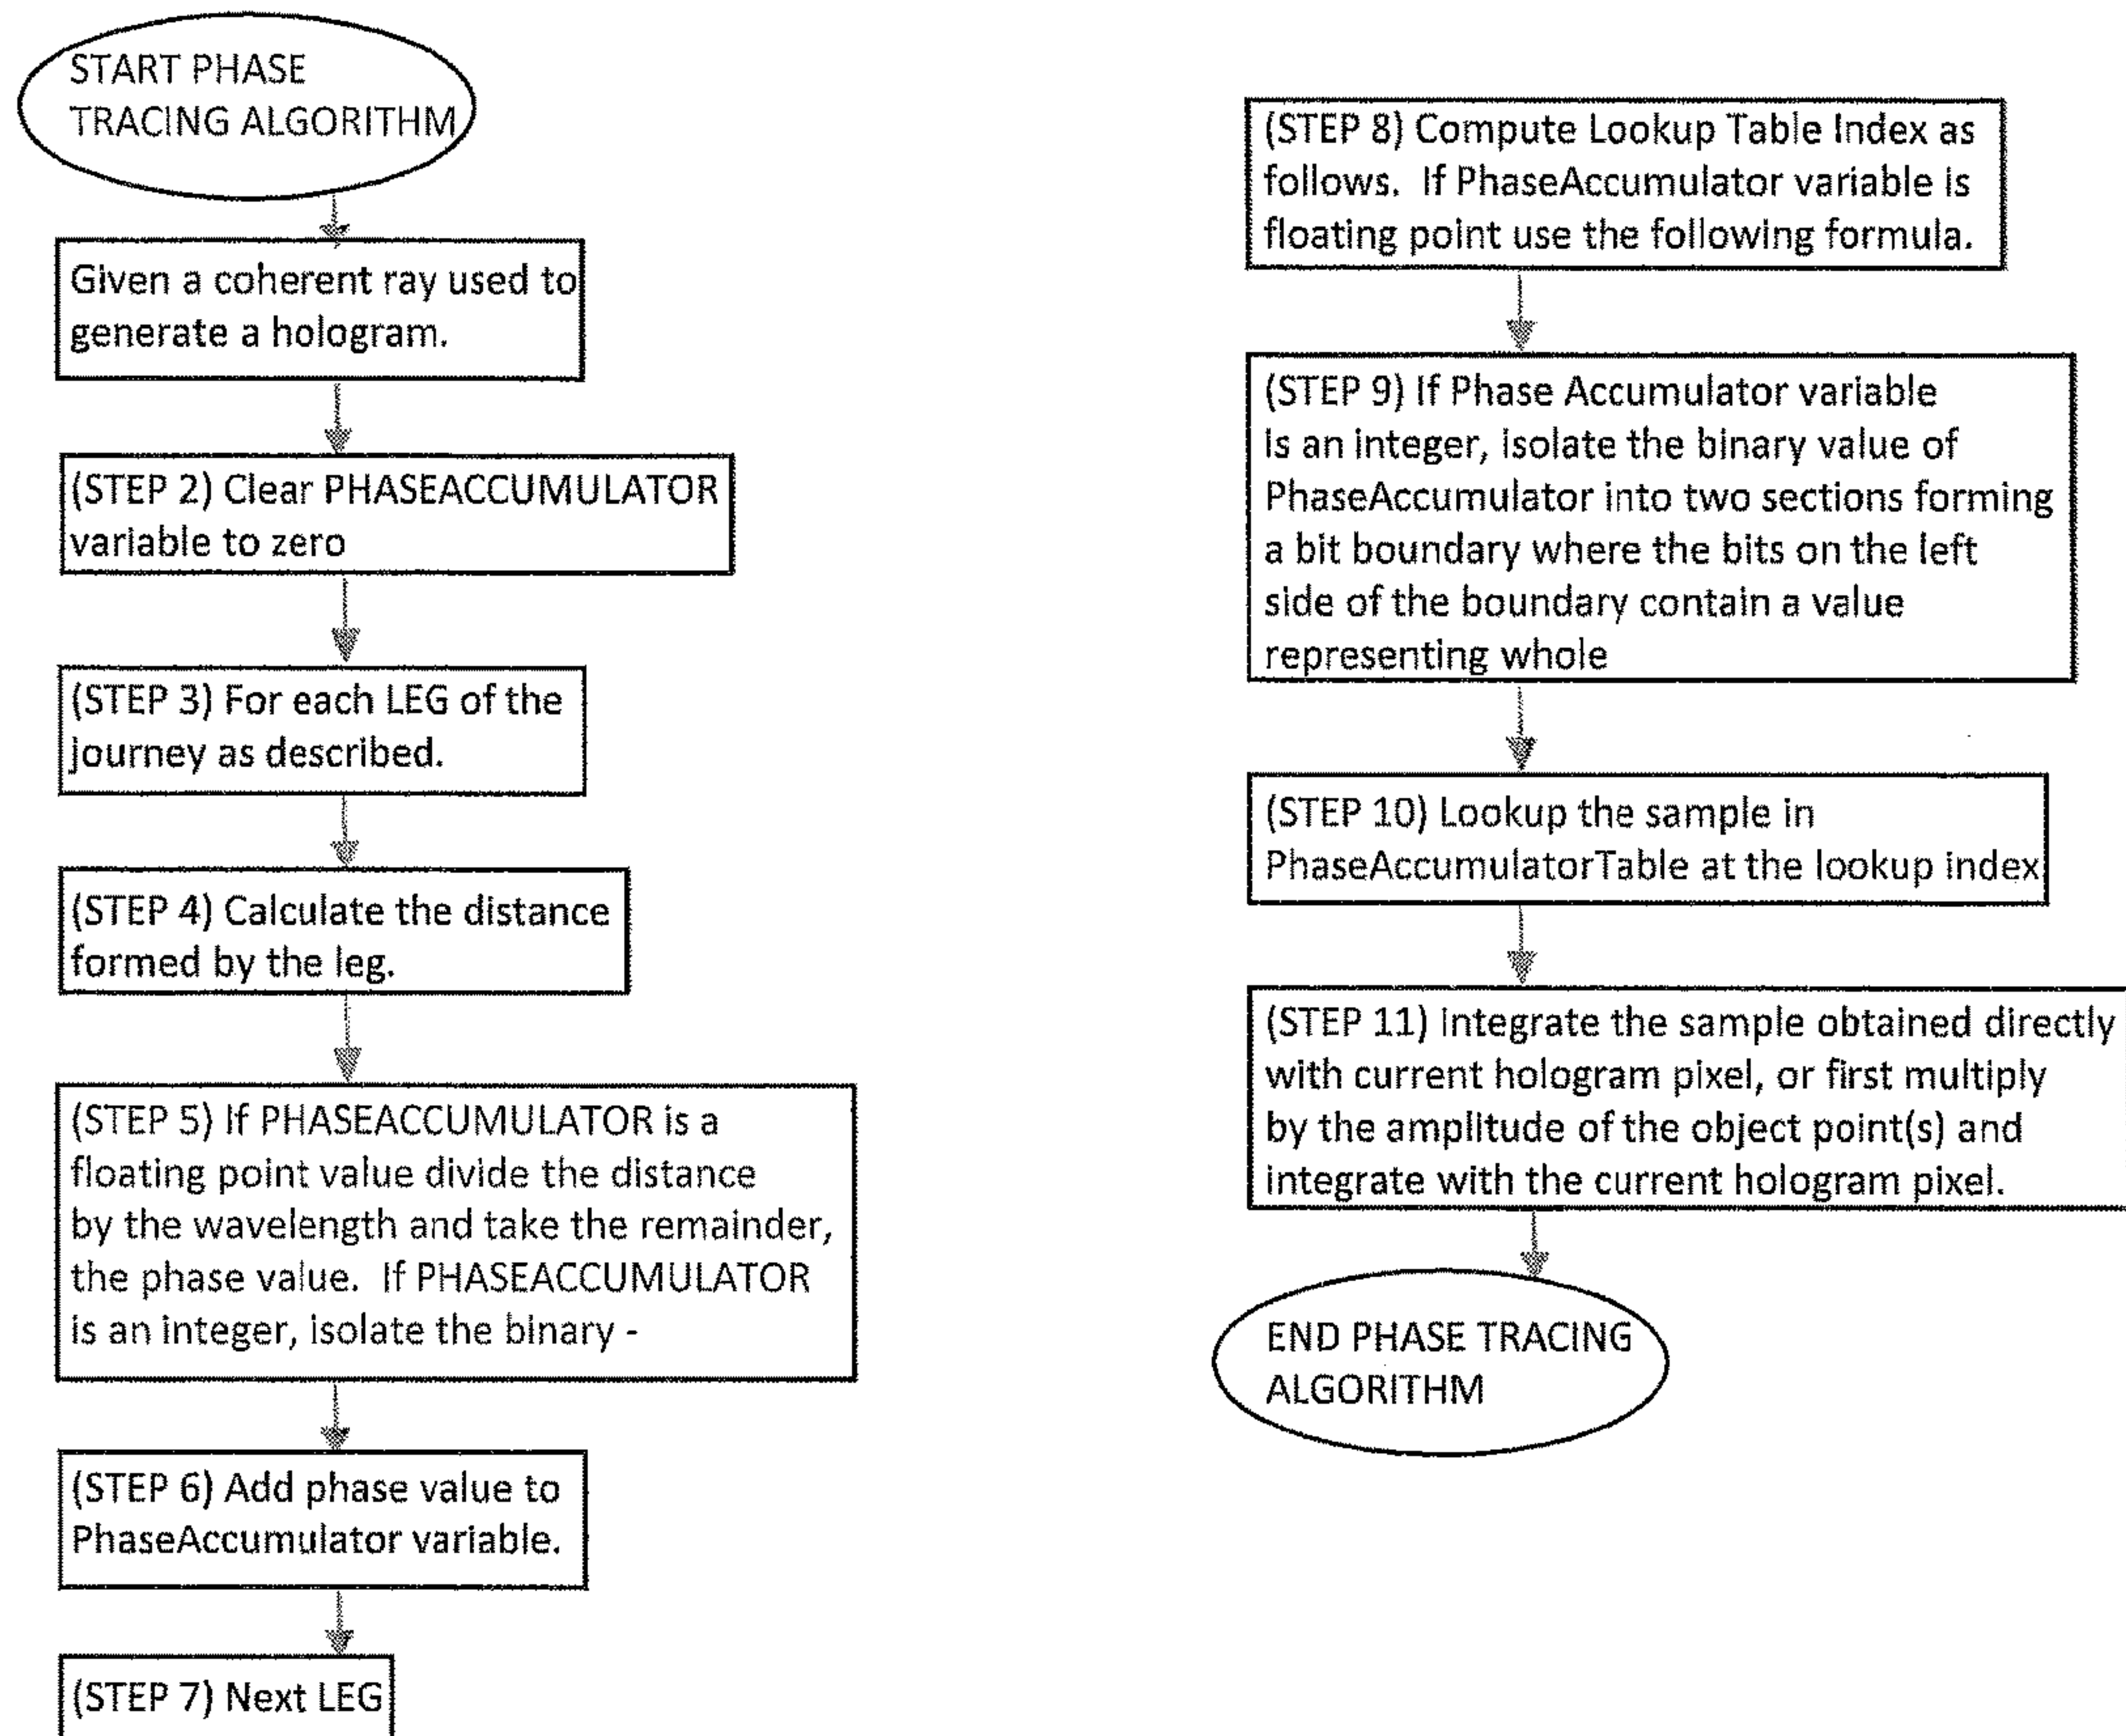 START PHASE
TRACING ALGORITHM
Given a coherent ray used to
generate a hologram.
(STEP 2) Clear PHASEACCUMULATOR
variable to zero
(STEP 3) For each LEG of the
journey as described.
(STEP 4) Calculate the distance
formed by the leg.
(STEP 5) If PHASEACCUMULATOR is a
floating point value divide the distance
by the wavelength and take the remainder,
the phase value. If PHASEACCUMULATOR
is an integer, isolate the binary -
(STEP 6) Add phase value to
PhaseAccumulator variable.
(STEP 7) Next LEG
(STEP 8) Compute Lookup Table Index as
follows. If PhaseAccumulator variable is
floating point use the following formula.
(STEP 9) If Phase Accumulator variable
is an integer, isolate the binary value of
PhaseAccumulator into two sections forming
a bit boundary where the bits on the left
side of the boundary contain a value
representing whole
(STEP 10) Lookup the sample in
PhaseAccumulatorTable at the lookup index
(STEP 11) Integrate the sample obtained directly
with current hologram pixel, or first multiply
by the amplitude of the object point(s) and
integrate with the current hologram pixel.
END PHASE TRACING
ALGORITHM